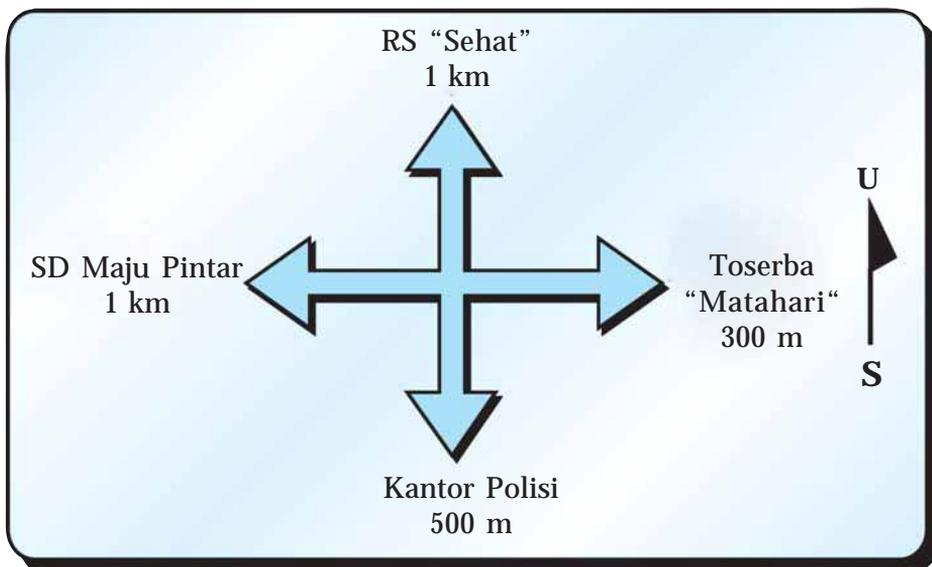 RS “Sehat”
1 km
SD Maju Pintar
1 km
Toserba
“Matahari“
300 m
Kantor Polisi
500 m
U
S